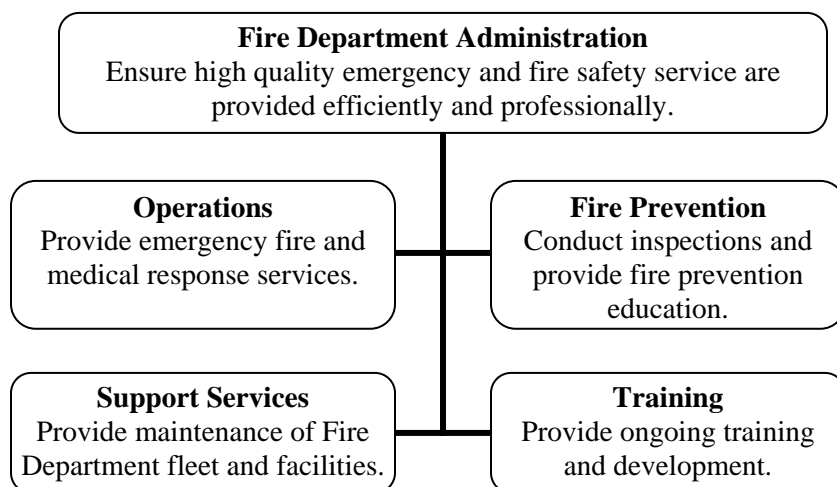 Fire Department Administration
Ensure high quality emergency and fire safety service are
provided efficiently and professionally.
Operations
Provide emergency fire and
medical response services.
Fire Prevention
Conduct inspections and
provide fire prevention
education.
Support Services
Provide maintenance of Fire
Department fleet and facilities.
Training
Provide ongoing training
and development.